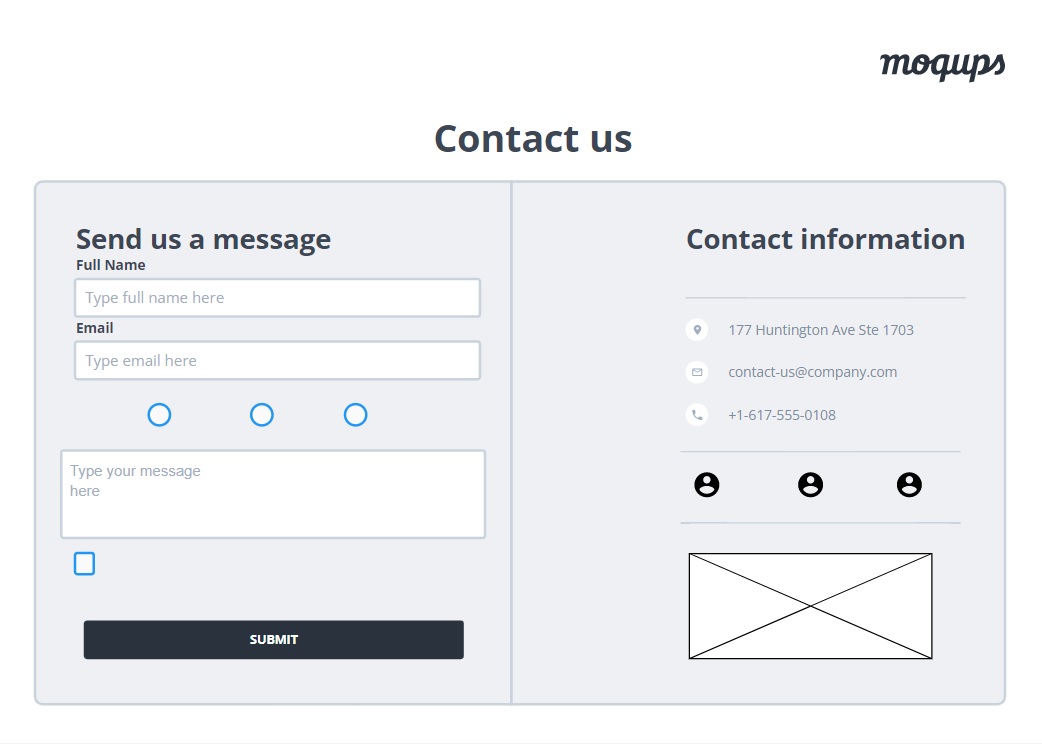 moqups
Contact us
Send us a message
Full Name
Type full name here
Email
Type email here
Type your message
here
SUBMIT
Contact information
177 Huntington Ave Ste 1703
contact-us@company.com
+1-617-555-0108